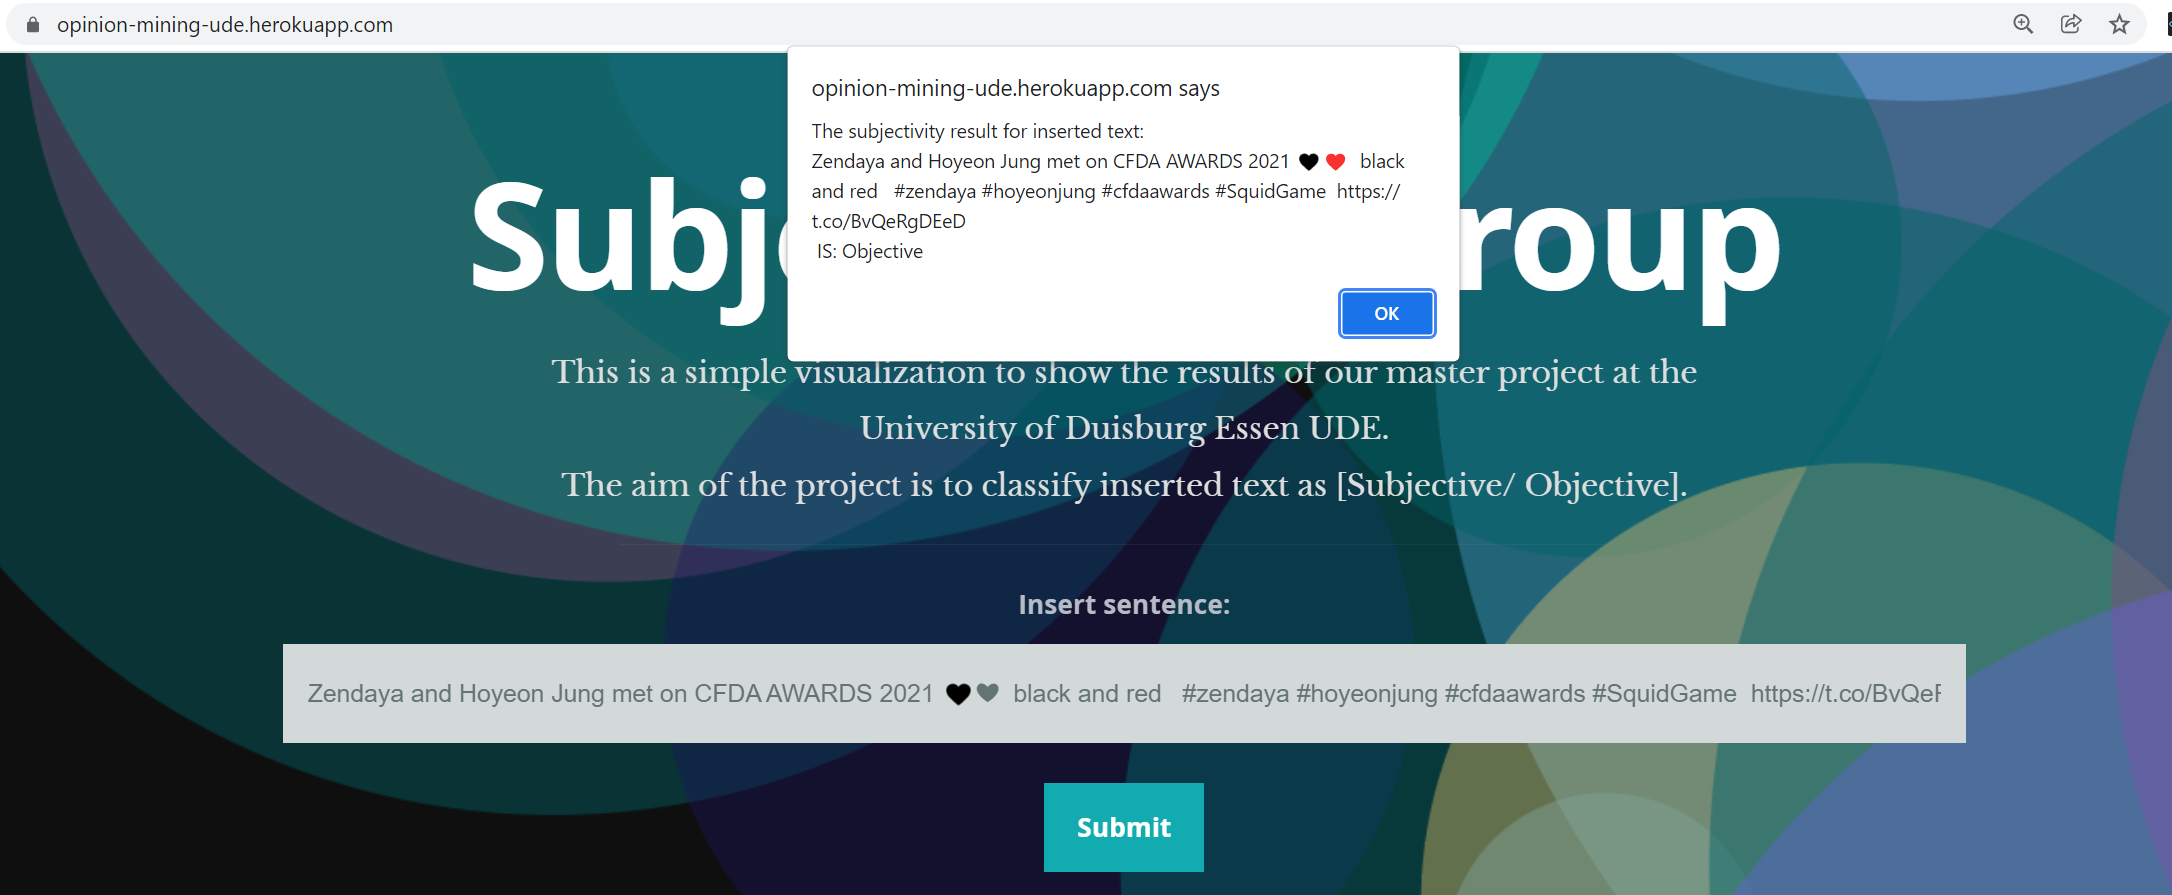 opinion-mining-ude.herokuapp.com
opinion-mining-ude.herokuapp.com says
The subjectivity result for inserted text:
Zendaya and Hoyeon Jung met on CFDA AWARDS 2021 🖤❤️ black
and red #zendaya #hoyeonjung #cfdaawards #SquidGame https://
t.co/BvQeRgDEeD
IS: Objective
OK
Subj roup
This is a simple visualization to show the results of our master project at the
University of Duisburg Essen UDE.
The aim of the project is to classify inserted text as [Subjective/ Objective].
Insert sentence:
Zendaya and Hoyeon Jung met on CFDA AWARDS 2021 🖤♥ black and red #zendaya #hoyeonjung #cfdaawards #SquidGame https://t.co/BvQeR
Submit